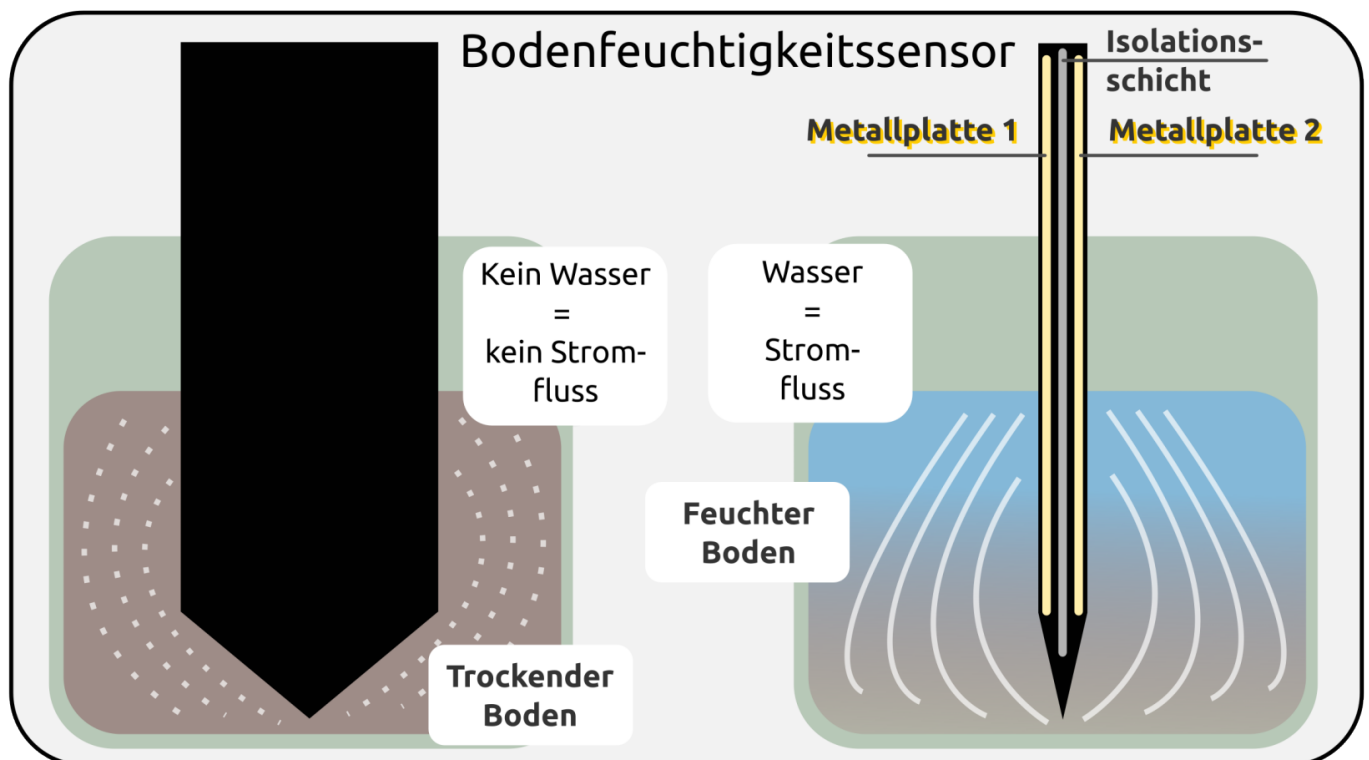 Bodenfeuchtigkeitssensor
Isolations-
schicht
Metallplatte 1
Metallplatte 2
Kein Wasser
=
kein Strom-
fluss
Wasser
=
Strom-
fluss
Feuchter
Boden
Trockender
Boden